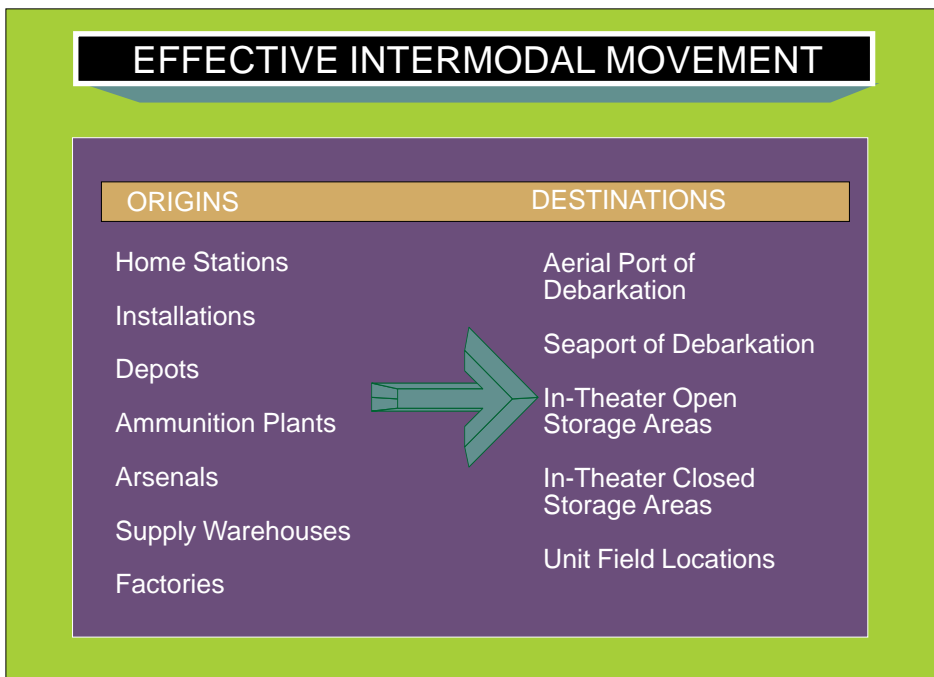 EFFECTIVE INTERMODAL MOVEMENT
ORIGINS
Home Stations
Installations
Depots
Ammunition Plants
Arsenals
Supply Warehouses
Factories
DESTINATIONS
Aerial Port of
Debarkation
Seaport of Debarkation
In-Theater Open
Storage Areas
In-Theater Closed
Storage Areas
Unit Field Locations